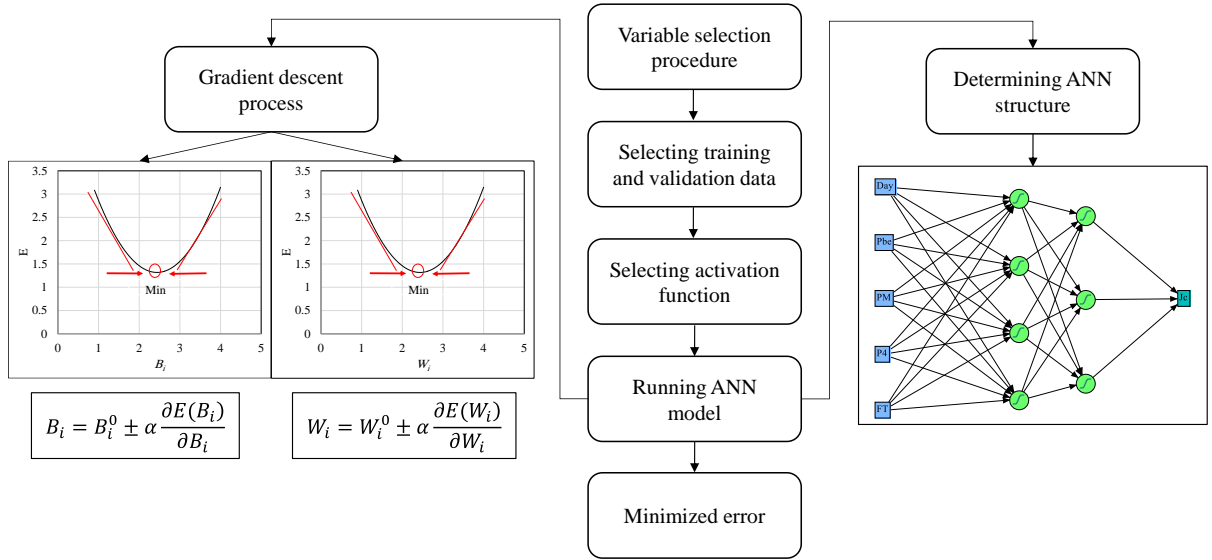 Variable selection
procedure
Gradient descent
process
Determining ANN
structure
Selecting training
and validation data
Selecting activation
function
Running ANN
model
Minimized error
3.5
3
2.5
2
1.5
1
0.5
0
E
Min
0 1 2 3 4 5
B_i
3.5
3
2.5
2
1.5
1
0.5
0
E
Min
0 1 2 3 4 5
W_i
B_i = B_i^0 ± α ∂E(B_i)/∂B_i
W_i = W_i^0 ± α ∂E(W_i)/∂W_i
Day
Pbe
PM
P4
FT
Jc